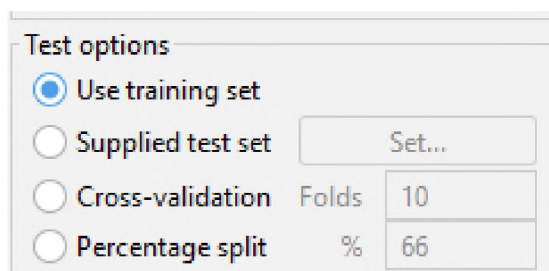 Test options
Use training set
Supplied test set Set...
Cross-validation Folds 10
Percentage split % 66